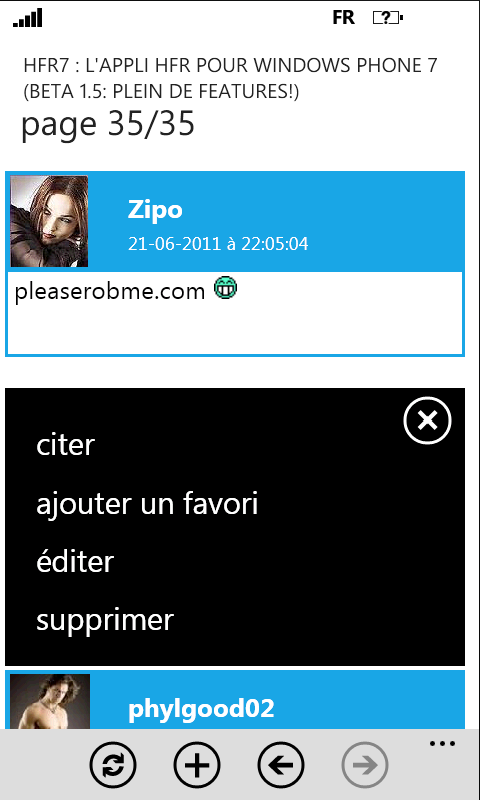 FR
HFR7 : L'APPLI HFR POUR WINDOWS PHONE 7
(BETA 1.5: PLEIN DE FEATURES!)
page 35/35
Zipo
21-06-2011 à 22:05:04
pleaserobme.com
citer
ajouter un favori
éditer
supprimer
phylgood02